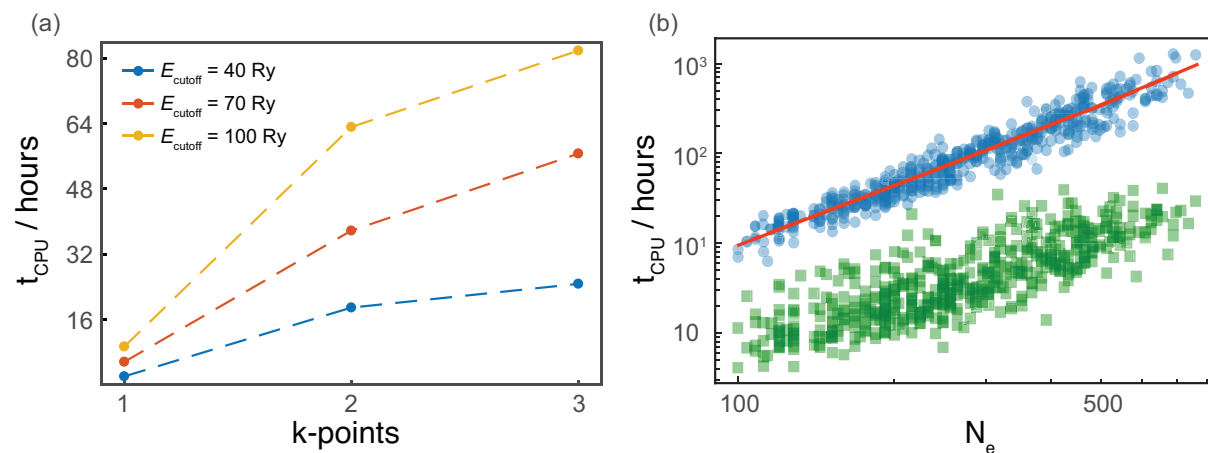 (a)
t_CPU / hours
80
64
48
32
16
E_cutoff = 40 Ry
E_cutoff = 70 Ry
E_cutoff = 100 Ry
1 2 3
k-points
(b)
t_CPU / hours
10³
10²
10¹
10
100 500
N_e